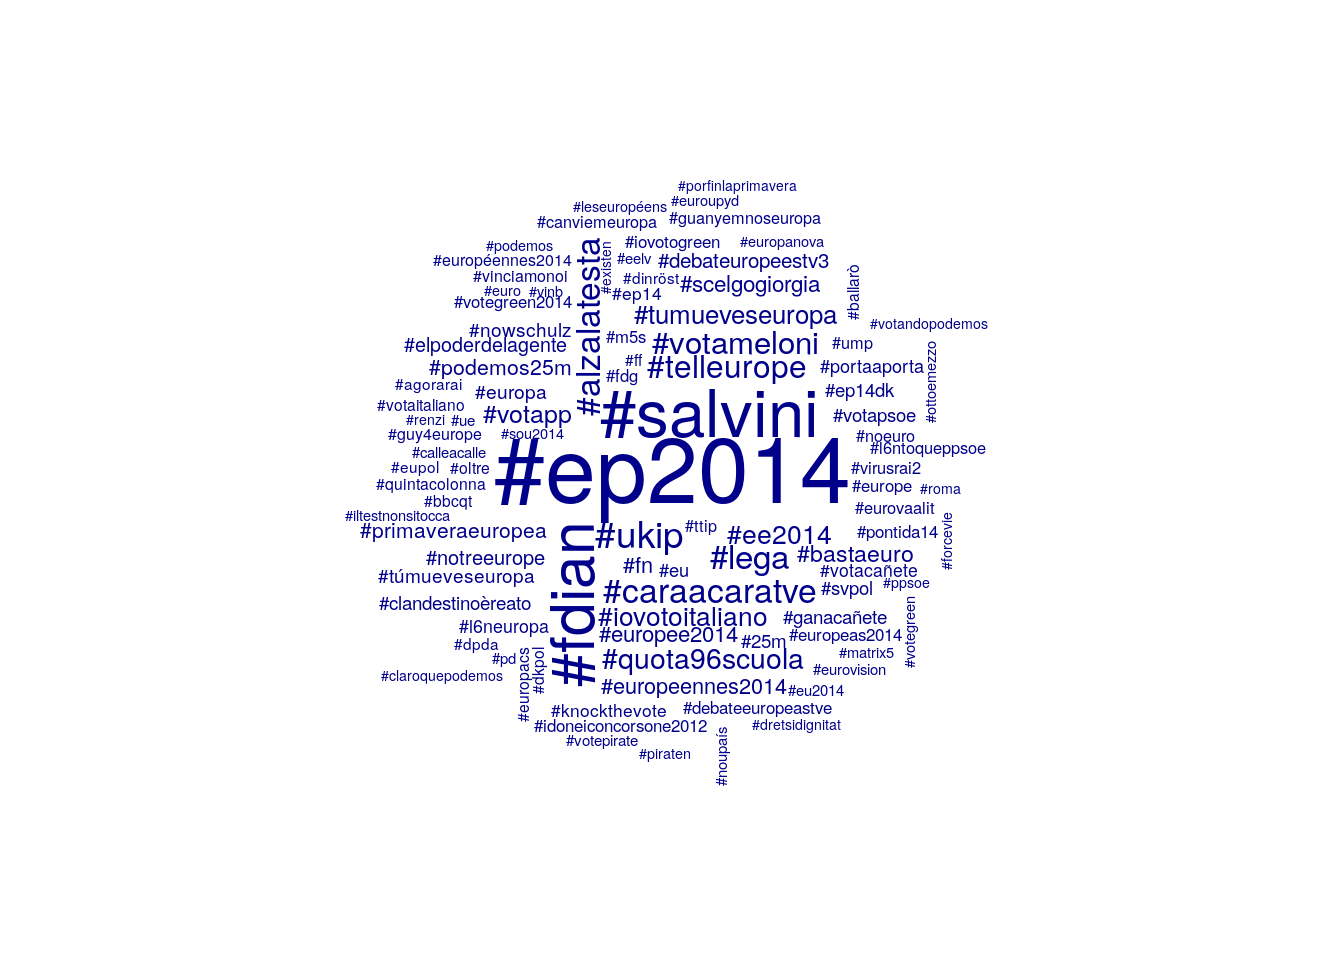 #porfinlaprimavera
#euroupyd
#leseuropéens
#guanyemnoseuropa
#canviemeuropa
#iovotogreen
#europanova
#podemos
#alzalatesta
#existen
#eelv
#debateuropeestv3
#européennes2014
#vinciamonoi
#dinröst
#scelgogiorgia
#ballarò
#euro
#vinb
#ep14
#votegreen2014
#tumueveseuropa
#votandopodemos
#nowschulz
#m5s
#votameloni
#ump
#ottoemezzo
#elpoderdelagente
#ff
#telleurope
#portaaporta
#podemos25m
#fdg
#agorarai
#europa
#ep14dk
#votaitaliano
#votapp
#salvini
#votapsoe
#renzi
#ue
#guy4europe
#sou2014
#noeuro
#l6ntoqueppsoe
#calleacalle
#ep2014
#eupol
#oltre
#virusrai2
#quintacolonna
#europe
#roma
#bbcqt
#eurovaalit
#iltestnonsitocca
#primaveraeuropea
#fdian
#ukip
#ttip
#ee2014
#pontida14
#forcevie
#notreeurope
#fn
#lega
#bastaeuro
#túmueveseuropa
#eu
#votacañete
#ppsoe
#clandestinoèreato
#caraacaratve
#svpol
#votegreen
#l6neuropa
#iovotoitaliano
#ganacañete
#europee2014
#25m
#europeas2014
#dpda
#pd
#europacs
#dkpol
#quota96scuola
#matrix5
#claroquepodemos
#eurovision
#europeennes2014
#eu2014
#knockthevote
#debateeuropeastve
#idoneiconcorsone2012
#dretsidignitat
#votepirate
#piraten
#noupaís